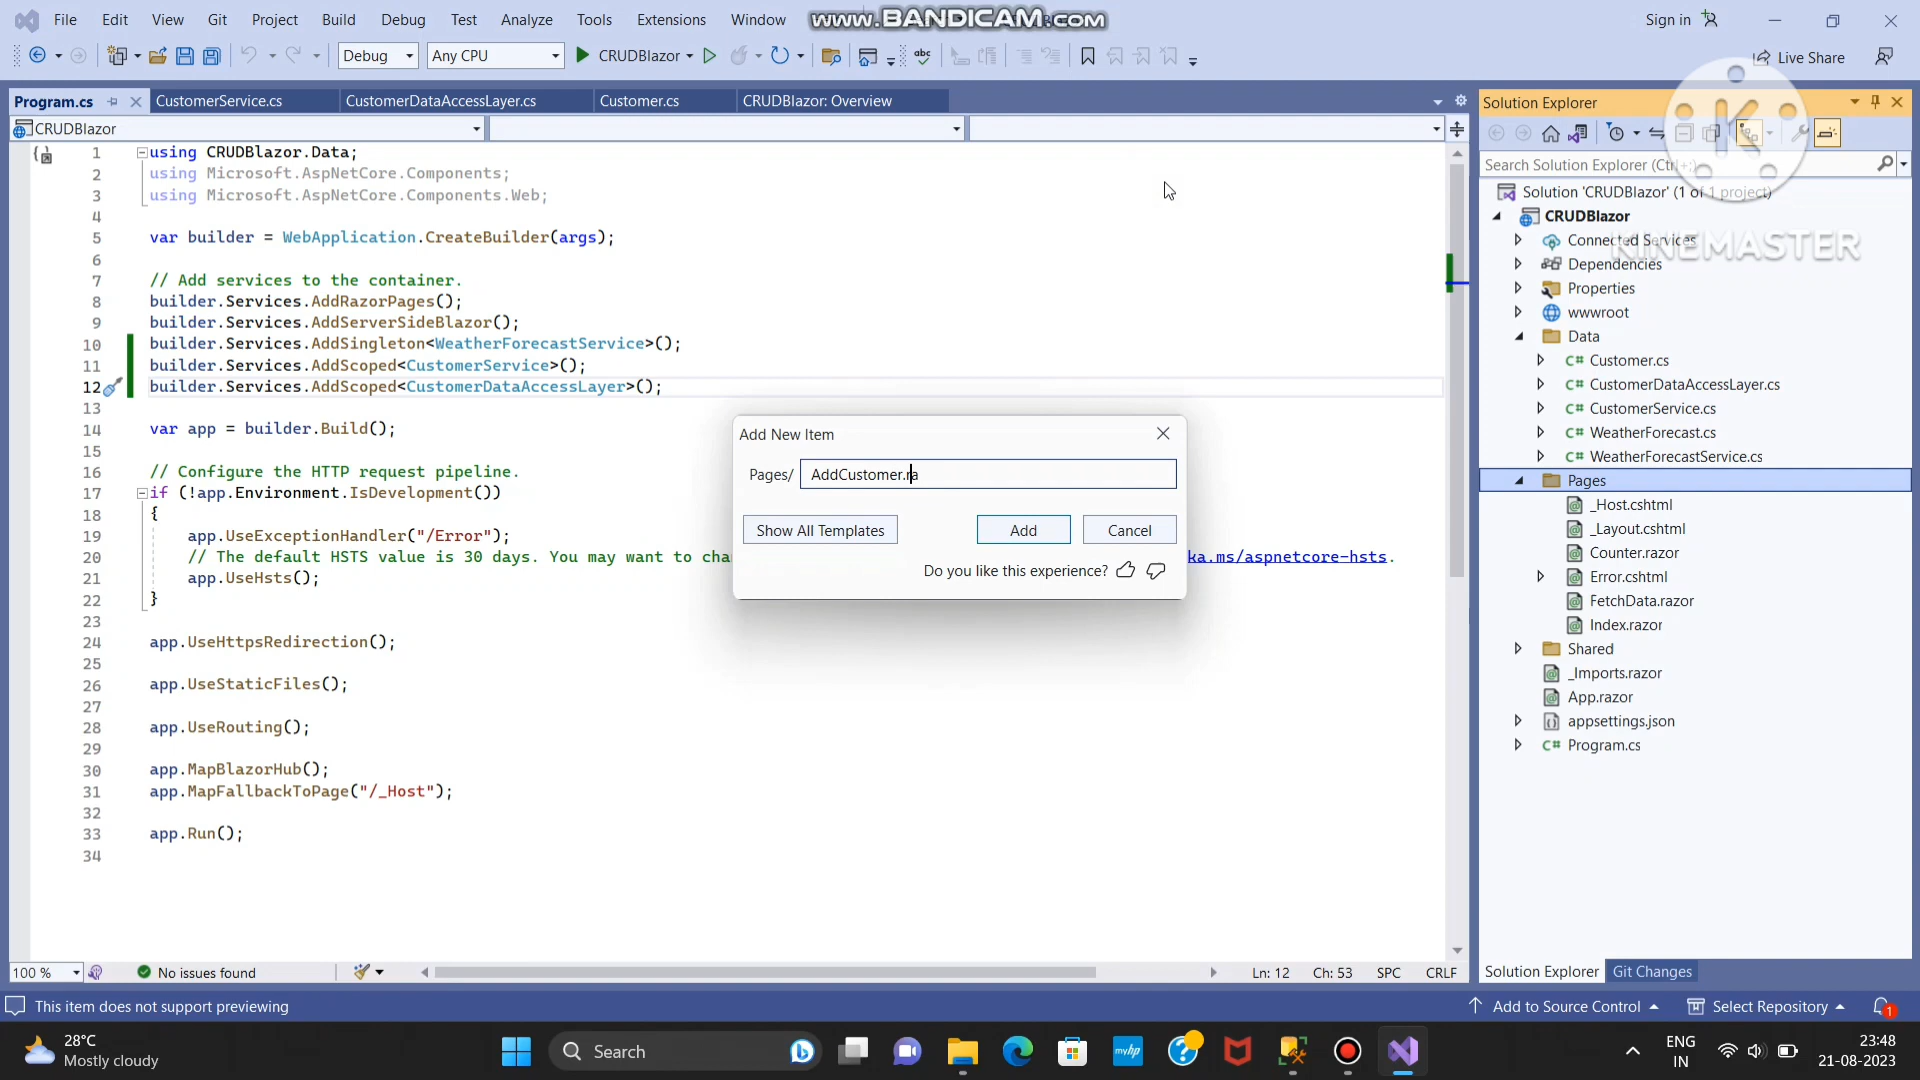 File Edit View Git Project Build Debug Test Analyze Tools Extensions Window
www.BANDICAM.com
Sign in
Debug Any CPU CRUDBlazor Live Share
Program.cs CustomerService.cs CustomerDataAccessLayer.cs Customer.cs CRUDBlazor: Overview
CRUDBlazor
1 using CRUDBlazor.Data;
2 using Microsoft.AspNetCore.Components;
3 using Microsoft.AspNetCore.Components.Web;
4
5 var builder = WebApplication.CreateBuilder(args);
6
7 // Add services to the container.
8 builder.Services.AddRazorPages();
9 builder.Services.AddServerSideBlazor();
10 builder.Services.AddSingleton<WeatherForecastService>();
11 builder.Services.AddScoped<CustomerService>();
12 builder.Services.AddScoped<CustomerDataAccessLayer>();
13
14 var app = builder.Build();
15
16 // Configure the HTTP request pipeline.
17 if (!app.Environment.IsDevelopment())
18 {
19 app.UseExceptionHandler("/Error");
20 // The default HSTS value is 30 days. You may want to cha ka.ms/aspnetcore-hsts.
21 app.UseHsts();
22 }
23
24 app.UseHttpsRedirection();
25
26 app.UseStaticFiles();
27
28 app.UseRouting();
29
30 app.MapBlazorHub();
31 app.MapFallbackToPage("/_Host");
32
33 app.Run();
34
Add New Item
Pages/ AddCustomer.ra
Show All Templates Add Cancel
Do you like this experience?
Solution Explorer
Search Solution Explorer (Ctrl+;)
Solution 'CRUDBlazor' (1 of 1 project)
CRUDBlazor
Connected Services
KINEMASTER
Dependencies
Properties
wwwroot
Data
C# Customer.cs
C# CustomerDataAccessLayer.cs
C# CustomerService.cs
C# WeatherForecast.cs
C# WeatherForecastService.cs
Pages
_Host.cshtml
_Layout.cshtml
Counter.razor
Error.cshtml
FetchData.razor
Index.razor
Shared
_Imports.razor
App.razor
appsettings.json
C# Program.cs
100 % No issues found Ln: 12 Ch: 53 SPC CRLF
Solution Explorer Git Changes
This item does not support previewing Add to Source Control Select Repository 1
28°C
Mostly cloudy
Search
myhp
ENG
IN
23:48
21-08-2023